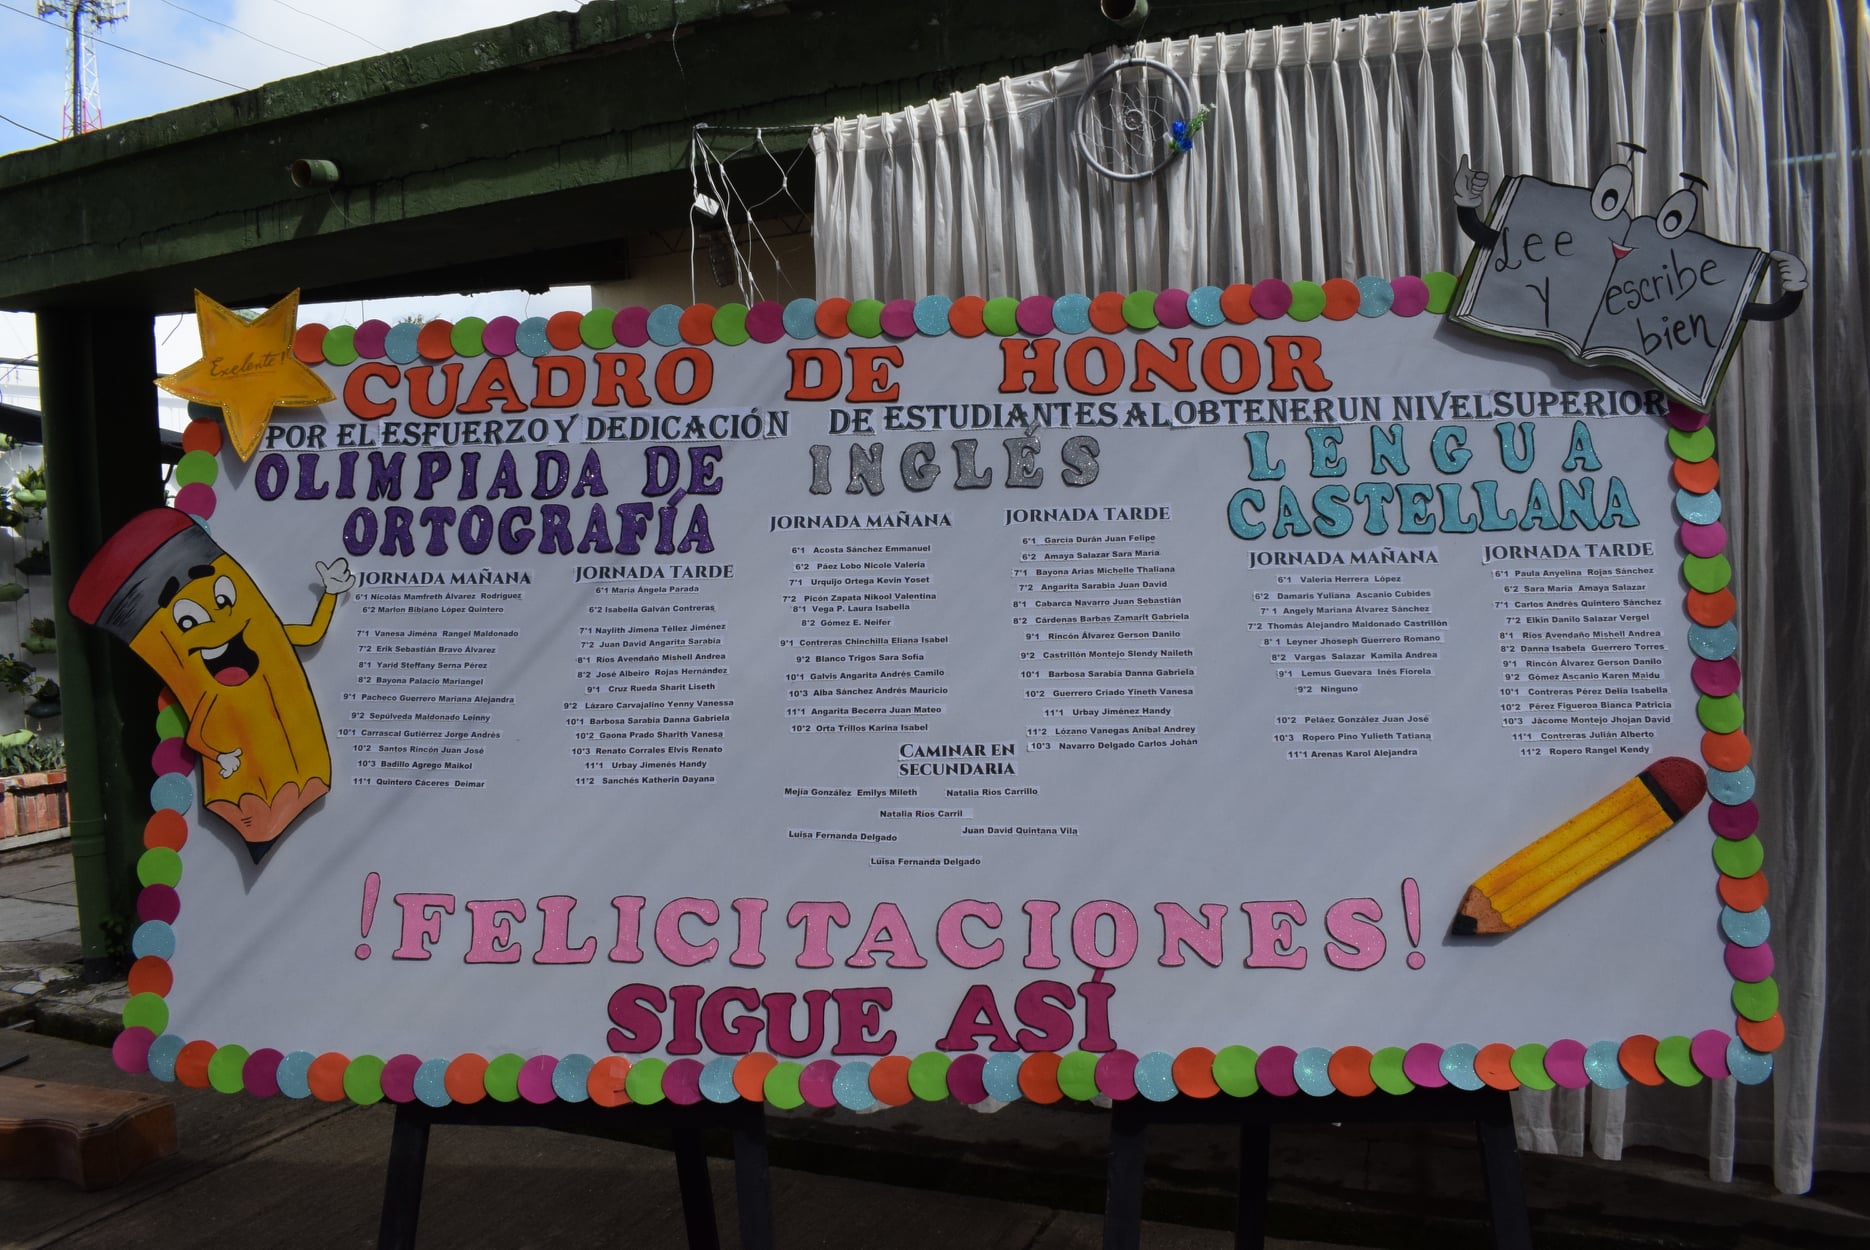 Exelente!
Lee
Y
escribe
bien
CUADRO DE HONOR
POR EL ESFUERZO Y DEDICACIÓN DE ESTUDIANTES AL OBTENER UN NIVEL SUPERIOR
OLIMPIADA DE
ORTOGRAFÍA
JORNADA MAÑANA
6°1 Nicolás Mamfreth Álvarez Rodríguez
6°2 Marlon Bibiano López Quintero
7°1 Vanesa Jiména Rangel Maldonado
7°2 Erik Sebastián Bravo Álvarez
8°1 Yarid Steffany Serna Pérez
8°2 Bayona Palacio Mariangel
9°1 Pacheco Guerrero Mariana Alejandra
9°2 Sepúlveda Maldonado Leinny
10°1 Carrascal Gutiérrez Jorge Andrés
10°2 Santos Rincón Juan José
10°3 Badillo Agrego Maikol
11°1 Quintero Cáceres Deimar
JORNADA TARDE
6°1 María Ángela Parada
6°2 Isabella Galván Contreras
7°1 Naylith Jimena Téllez Jiménez
7°2 Juan David Angarita Sarabia
8°1 Ríos Avendaño Mishell Andrea
8°2 José Albeiro Rojas Hernández
9°1 Cruz Rueda Sharit Liseth
9°2 Lázaro Carvajalino Yenny Vanessa
10°1 Barbosa Sarabia Danna Gabriela
10°2 Gaona Prado Sharith Vanesa
10°3 Renato Corrales Elvis Renato
11°1 Urbay Jimenés Handy
11°2 Sanchés Katherin Dayana
INGLÉS
JORNADA MAÑANA
6°1 Acosta Sánchez Emmanuel
6°2 Páez Lobo Nicole Valeria
7°1 Urquijo Ortega Kevin Yoset
7°2 Picón Zapata Nikool Valentina
8°1 Vega P. Laura Isabella
8°2 Gómez E. Neifer
9°1 Contreras Chinchilla Eliana Isabel
9°2 Blanco Trigos Sara Sofía
10°1 Galvis Angarita Andrés Camilo
10°3 Alba Sánchez Andrés Mauricio
11°1 Angarita Becerra Juan Mateo
10°2 Orta Trillos Karina Isabel
JORNADA TARDE
6°1 García Durán Juan Felipe
6°2 Amaya Salazar Sara María
7°1 Bayona Arias Michelle Thaliana
7°2 Angarita Sarabia Juan David
8°1 Cabarca Navarro Juan Sebastián
8°2 Cárdenas Barbas Zamarit Gabriela
9°1 Rincón Álvarez Gerson Danilo
9°2 Castrillón Montejo Slendy Naileth
10°1 Barbosa Sarabia Danna Gabriela
10°2 Guerrero Criado Yineth Vanesa
11°1 Urbay Jiménez Handy
11°2 Lózano Vanegas Aníbal Andrey
10°3 Navarro Delgado Carlos Johán
CAMINAR EN
SECUNDARIA
Mejía González Emilys Mileth Natalia Ríos Carrillo
Natalia Ríos Carril
Luisa Fernanda Delgado Juan David Quintana Vila
Luisa Fernanda Delgado
LENGUA
CASTELLANA
JORNADA MAÑANA
6°1 Valeria Herrera López
6°2 Damaris Yuliana Ascanio Cubides
7°1 Angely Mariana Álvarez Sánchez
7°2 Thomás Alejandro Maldonado Castrillón
8°1 Leyner Jhoseph Guerrero Romano
8°2 Vargas Salazar Kamila Andrea
9°1 Lemus Guevara Inés Fiorela
9°2 Ninguno
10°2 Peláez González Juan José
10°3 Ropero Pino Yulieth Tatiana
11°1 Arenas Karol Alejandra
JORNADA TARDE
6°1 Paula Anyelina Rojas Sánchez
6°2 Sara María Amaya Salazar
7°1 Carlos Andrés Quintero Sánchez
7°2 Elkin Danilo Salazar Vergel
8°1 Ríos Avendaño Mishell Andrea
8°2 Danna Isabella Guerrero Torres
9°1 Rincón Álvarez Gerson Danilo
9°2 Gómez Ascanio Karen Maidu
10°1 Contreras Pérez Delia Isabella
10°2 Pérez Figueroa Bianca Patricia
10°3 Jácome Montejo Jhojan David
11°1 Contreras Julián Alberto
11°2 Ropero Rangel Kendy
!FELICITACIONES!
SIGUE ASÍ